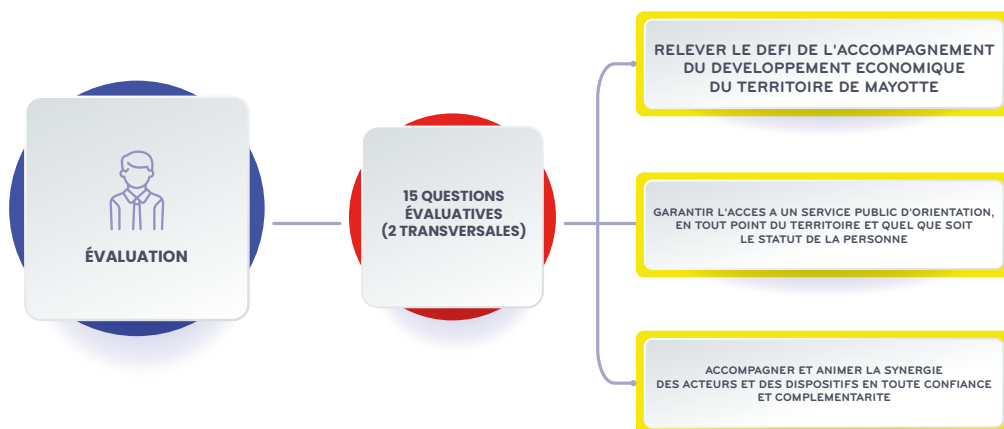 ÉVALUATION
15 QUESTIONS
ÉVALUATIVES
(2 TRANSVERSALES)
RELEVER LE DEFI DE L'ACCOMPAGNEMENT
DU DEVELOPPEMENT ECONOMIQUE
DU TERRITOIRE DE MAYOTTE
GARANTIR L'ACCES A UN SERVICE PUBLIC D'ORIENTATION,
EN TOUT POINT DU TERRITOIRE ET QUEL QUE SOIT
LE STATUT DE LA PERSONNE
ACCOMPAGNER ET ANIMER LA SYNERGIE
DES ACTEURS ET DES DISPOSITIFS EN TOUTE CONFIANCE
ET COMPLEMENTARITE